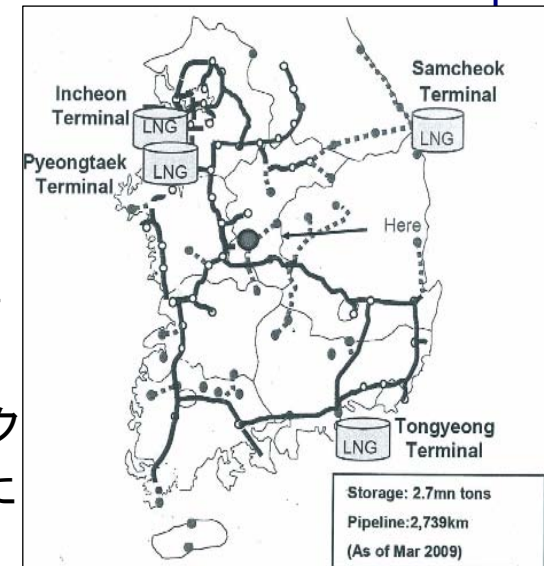 Samcheok
Terminal
Incheon
Terminal
LNG
LNG
Pyeongtaek
Terminal
LNG
Here
ク
に
LNG
Tongyeong
Terminal
Storage: 2.7mn tons
Pipeline:2,739km
(As of Mar 2009)